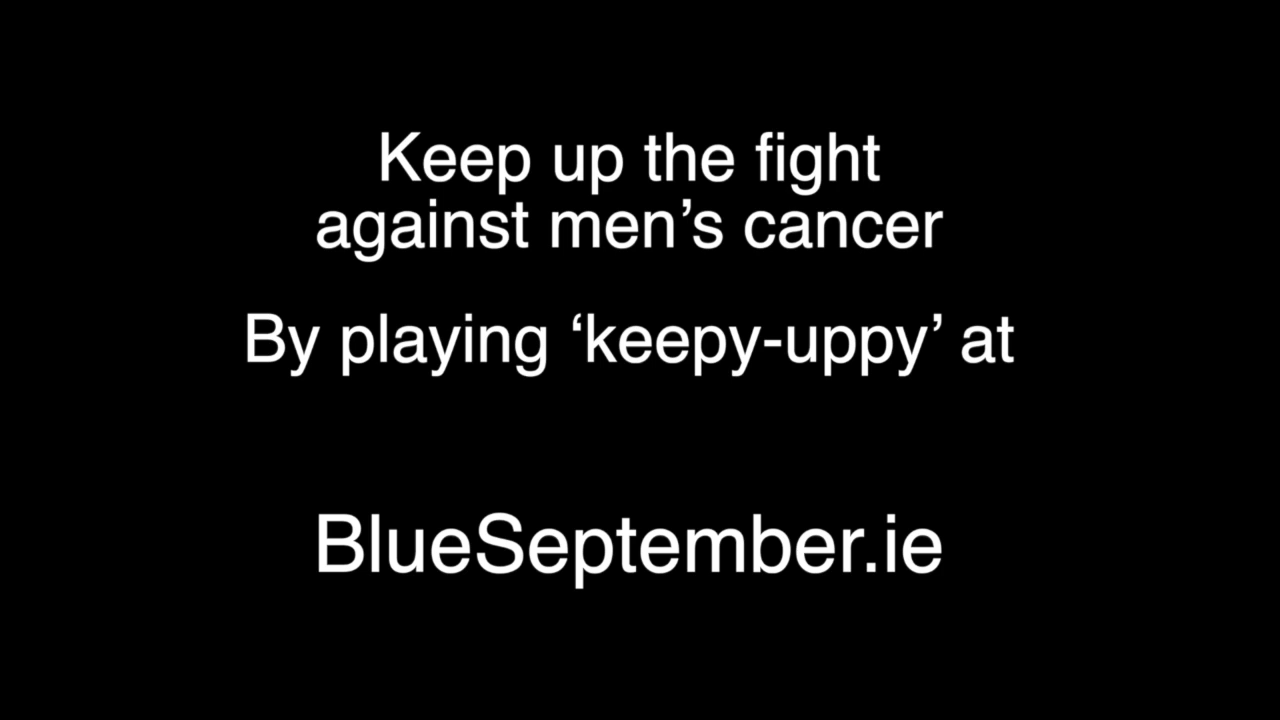 Keep up the fight
against men’s cancer
By playing ‘keepy-uppy’ at
BlueSeptember.ie